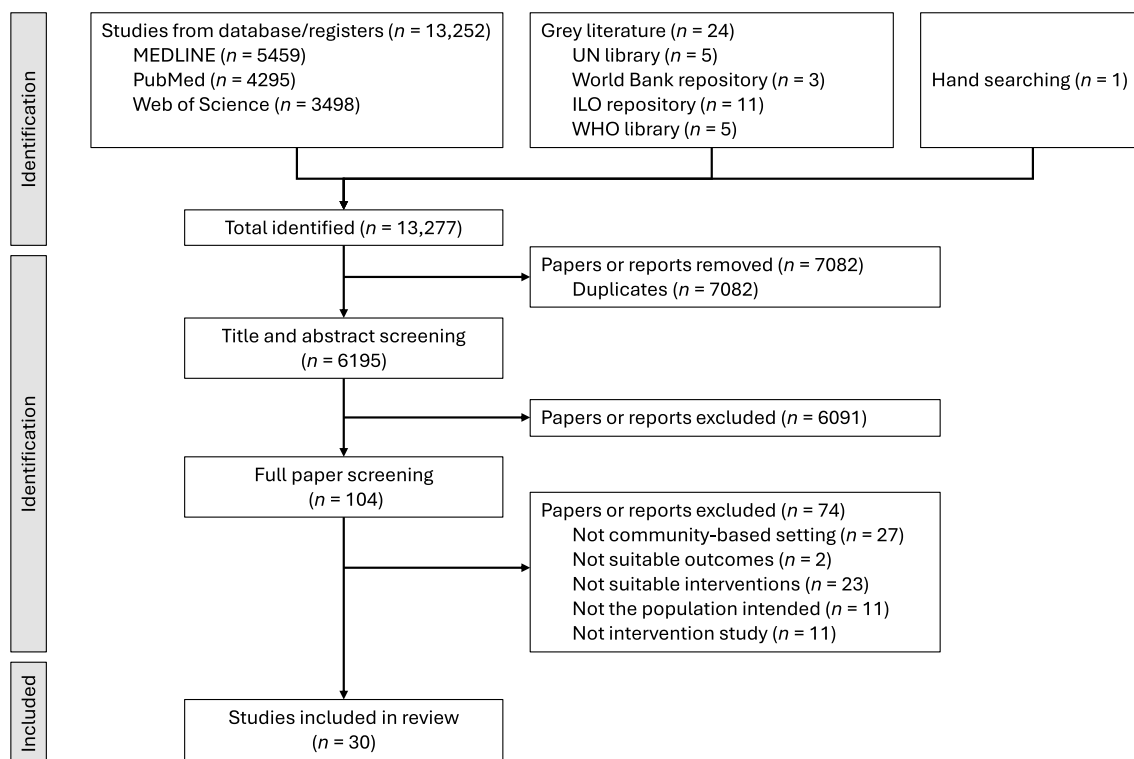 Identification
Studies from database/registers (n = 13,252)
MEDLINE (n = 5459)
PubMed (n = 4295)
Web of Science (n = 3498)
Grey literature (n = 24)
UN library (n = 5)
World Bank repository (n = 3)
ILO repository (n = 11)
WHO library (n = 5)
Hand searching (n = 1)
Total identified (n = 13,277)
Identification
Papers or reports removed (n = 7082)
Duplicates (n = 7082)
Title and abstract screening
(n = 6195)
Papers or reports excluded (n = 6091)
Full paper screening
(n = 104)
Papers or reports excluded (n = 74)
Not community-based setting (n = 27)
Not suitable outcomes (n = 2)
Not suitable interventions (n = 23)
Not the population intended (n = 11)
Not intervention study (n = 11)
Included
Studies included in review
(n = 30)